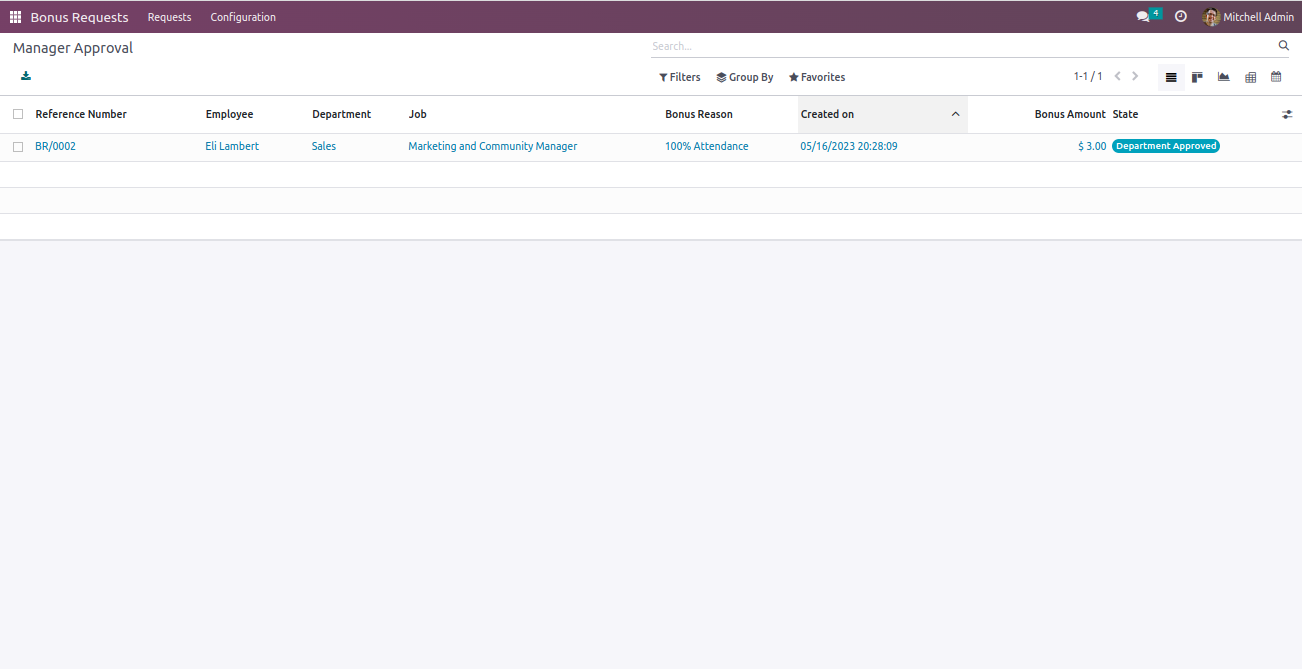 Bonus Requests Requests Configuration 4 Mitchell Admin
Manager Approval Search...
Filters Group By Favorites 1-1 / 1
Reference Number Employee Department Job Bonus Reason Created on Bonus Amount State
BR/0002 Eli Lambert Sales Marketing and Community Manager 100% Attendance 05/16/2023 20:28:09 $ 3.00 Department Approved